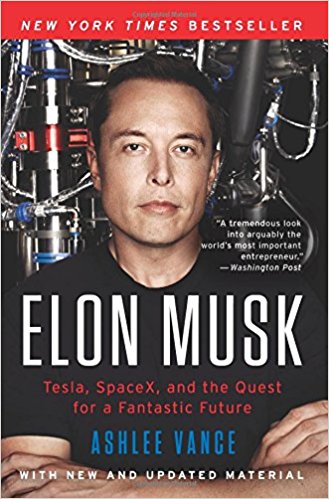 NEW YORK TIMES BESTSELLER
"A tremendous look
into arguably the
world's most important
entrepreneur."
—Washington Post
ELON MUSK
Tesla, SpaceX, and the Quest
for a Fantastic Future
ASHLEE VANCE
WITH NEW AND UPDATED MATERIAL